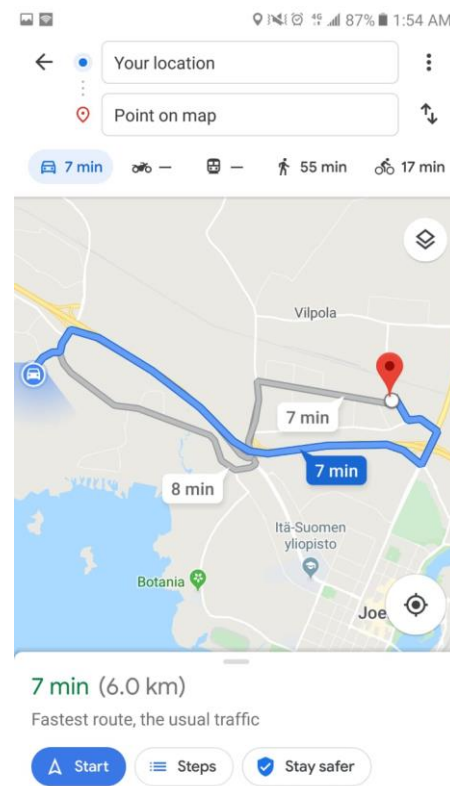 4G 87% 1:54 AM
Your location
Point on map
7 min — — 55 min 17 min
Vilpola
7 min
7 min
8 min
Itä-Suomen
yliopisto
Botania
Joe
7 min (6.0 km)
Fastest route, the usual traffic
Start Steps Stay safer